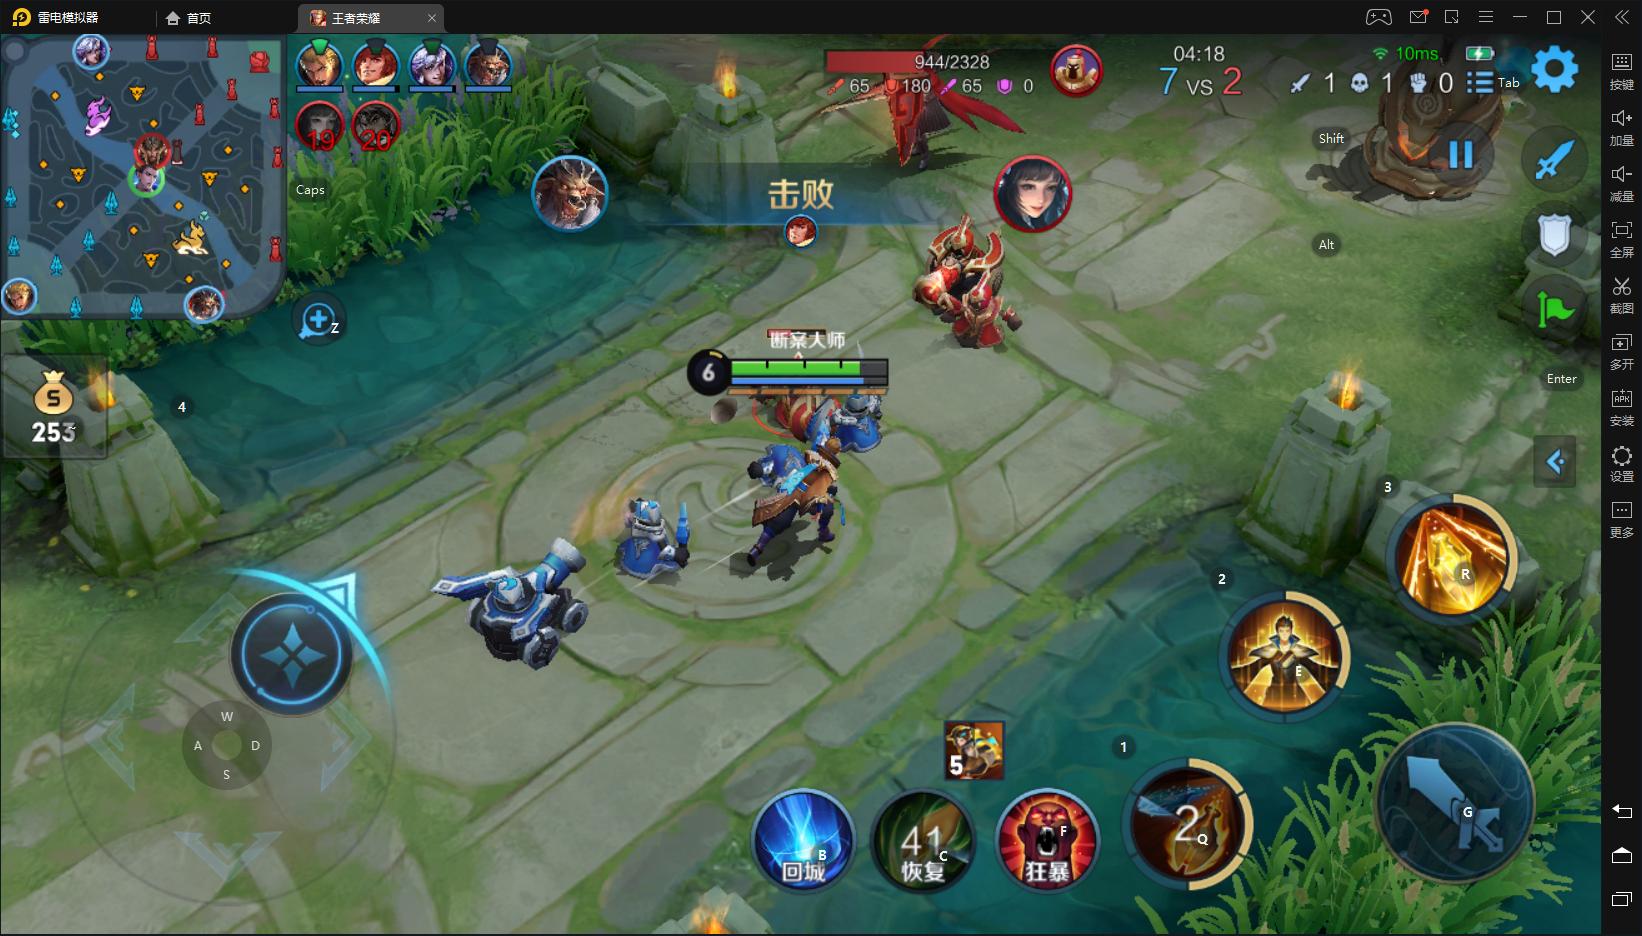 雷电模拟器
首页
王者荣耀
944/2328
65
180
65
0
04:18
7 vs 2
10ms
1
1
0
Tab
19
20
Caps
击败
Shift
Alt
Z
断案大师
6
253
4
Enter
3
R
2
E
W
A
D
S
5
1
B
回城
41
C
恢复
F
狂暴
2
Q
G
按键
加量
减量
全屏
截图
多开
APK
安装
设置
更多